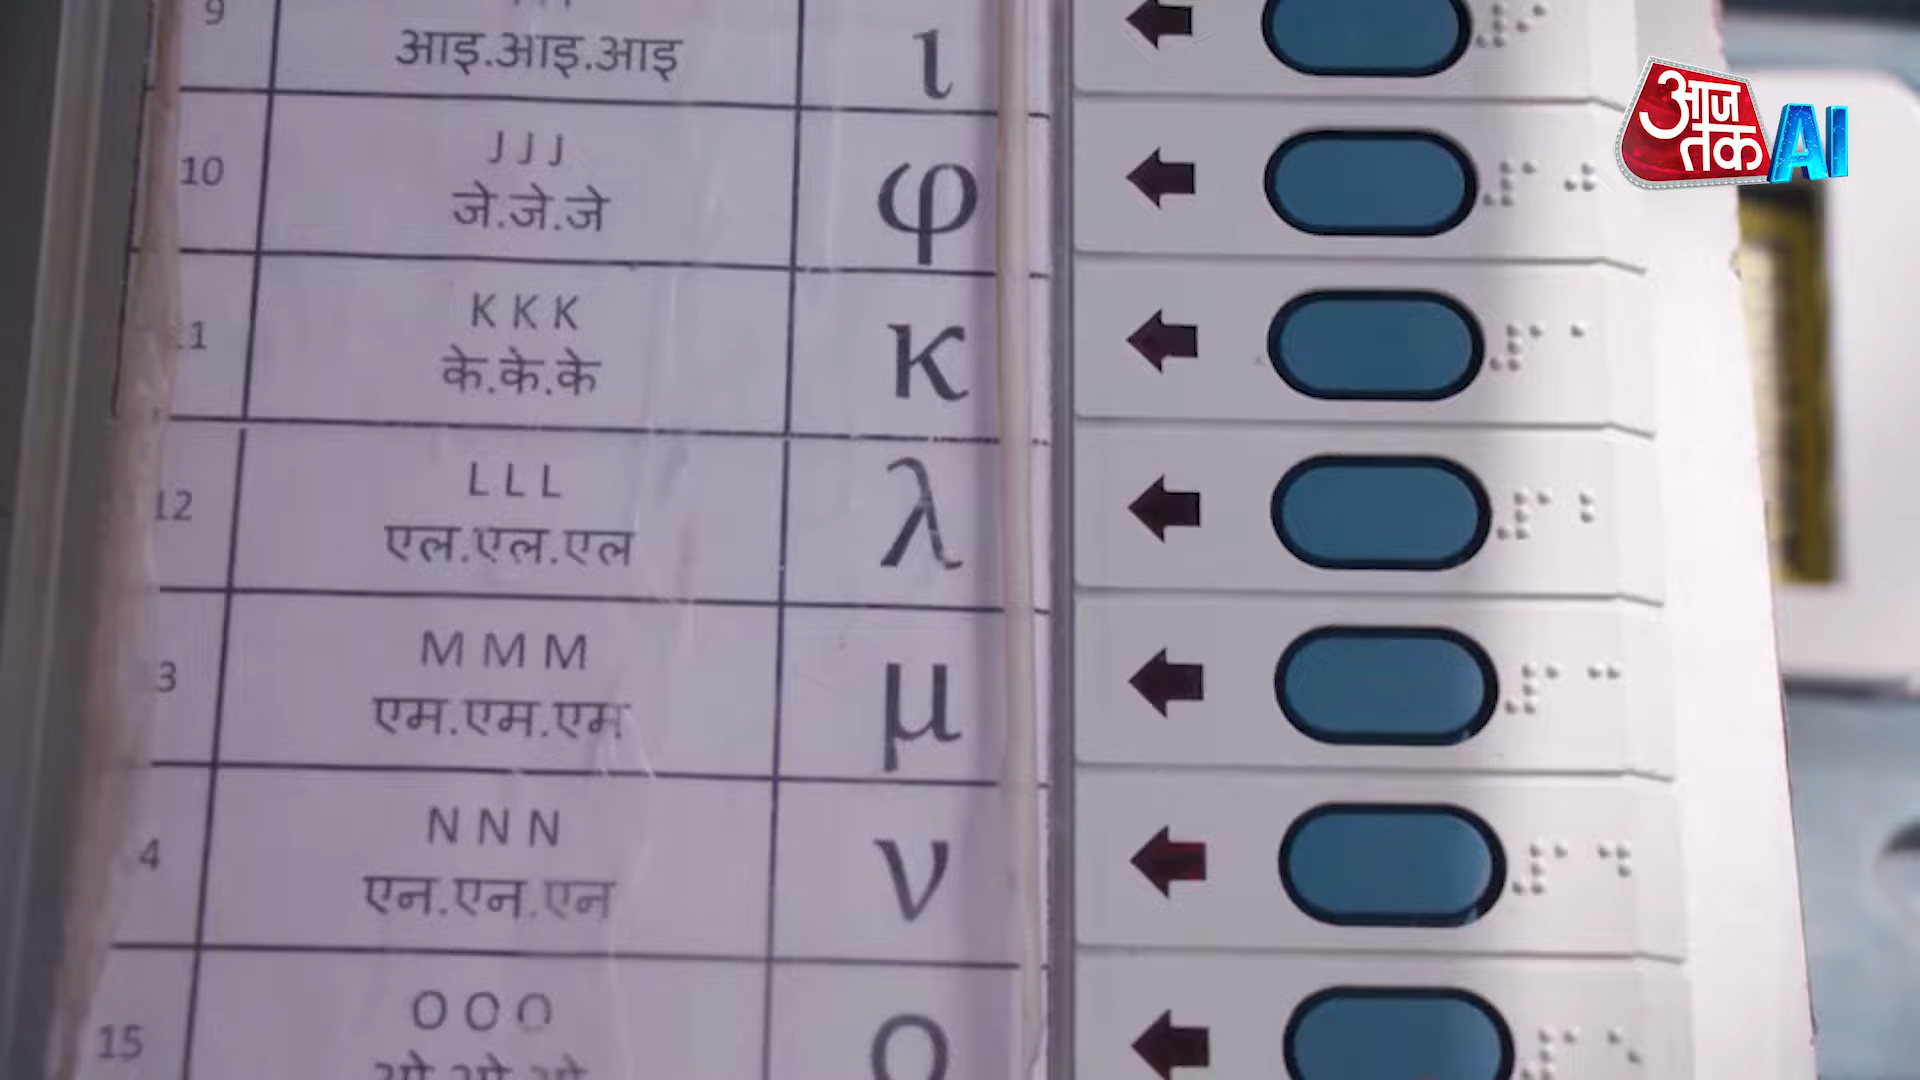 9
आइ.आइ.आइ
ι
आज तक AI
10
J J J
जे.जे.जे
φ
K K K
के.के.के
κ
12
L L L
एल.एल.एल
λ
M M M
एम.एम.एम
μ
N N N
एन.एन.एन
ν
15
O O O
ο